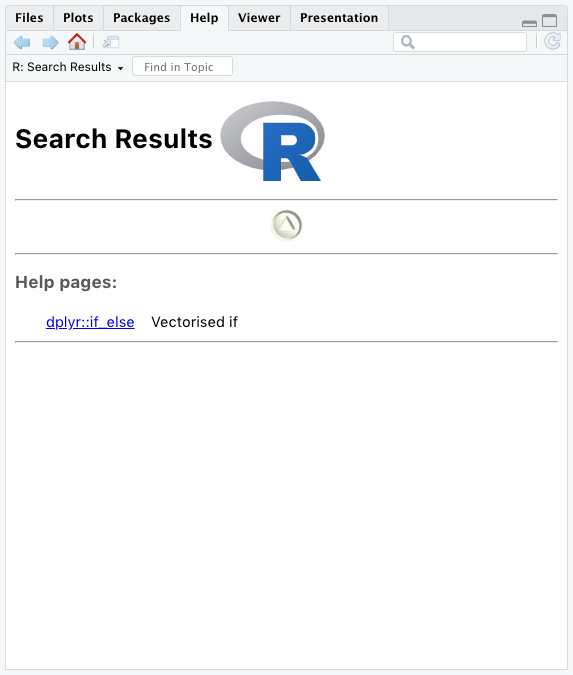 Files Plots Packages Help Viewer Presentation
R: Search Results Find in Topic
Search Results R
Help pages:
dplyr::if_else Vectorised if